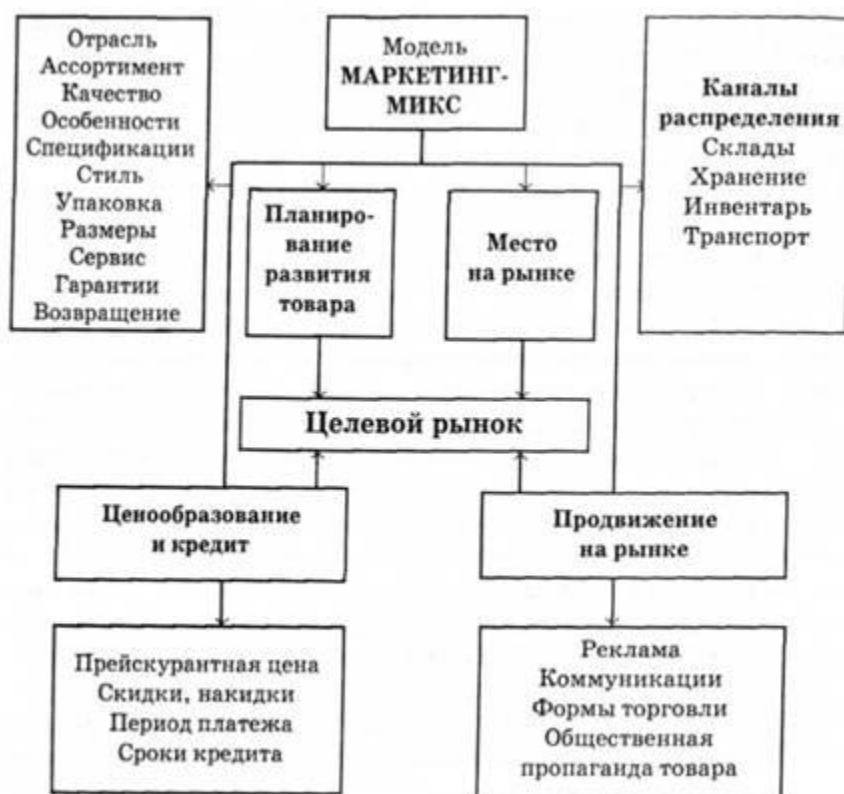 Отрасль
Ассортимент
Качество
Особенности
Спецификации
Стиль
Упаковка
Размеры
Сервис
Гарантии
Возвращение
Модель
МАРКЕТИНГ-
МИКС
Каналы
распределения
Склады
Хранение
Инвентарь
Транспорт
Планиро-
вание
развития
товара
Место
на рынке
Целевой рынок
Ценообразование
и кредит
Продвижение
на рынке
Прейскурантная цена
Скидки, накидки
Период платежа
Сроки кредита
Реклама
Коммуникации
Формы торговли
Общественная
пропаганда товара